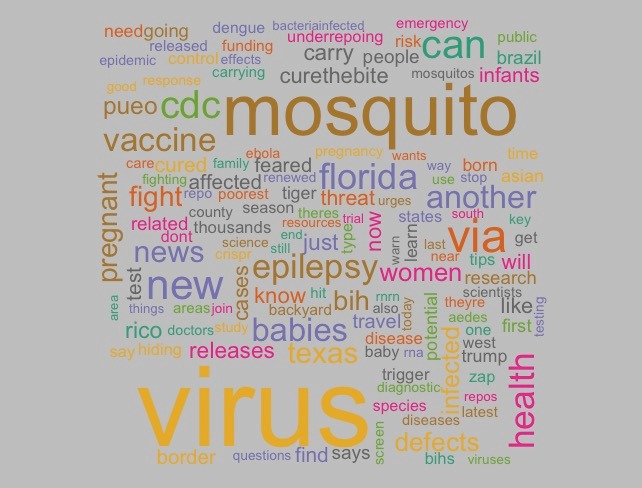 needgoing dengue bacteriainfected emergency
released funding underrepoing risk can public
epidemic control effects carry people brazil
carrying curethebite mosquitos infants
good response
pueo cdc mosquito
vaccine
ebola pregnancy wants time
care cured family feared way born
fighting affected renewed florida use stop asian
pregnant fight repo poorest tiger threat urges another
county season theres states south key
related thousands resources trial now via get
dont science end just type warn learn last
news crispr still near tips will
test new cases epilepsy women research
know hit bih mrn scientists
area things areas join backyard also today potential theyre like testing
rico doctors study babies travel aedes one first
disease west
say hiding releases texas baby rna infected trump
trigger zap health
virus diagnostic
species repos
diseases latest
screen defects
border questions find says bihs viruses